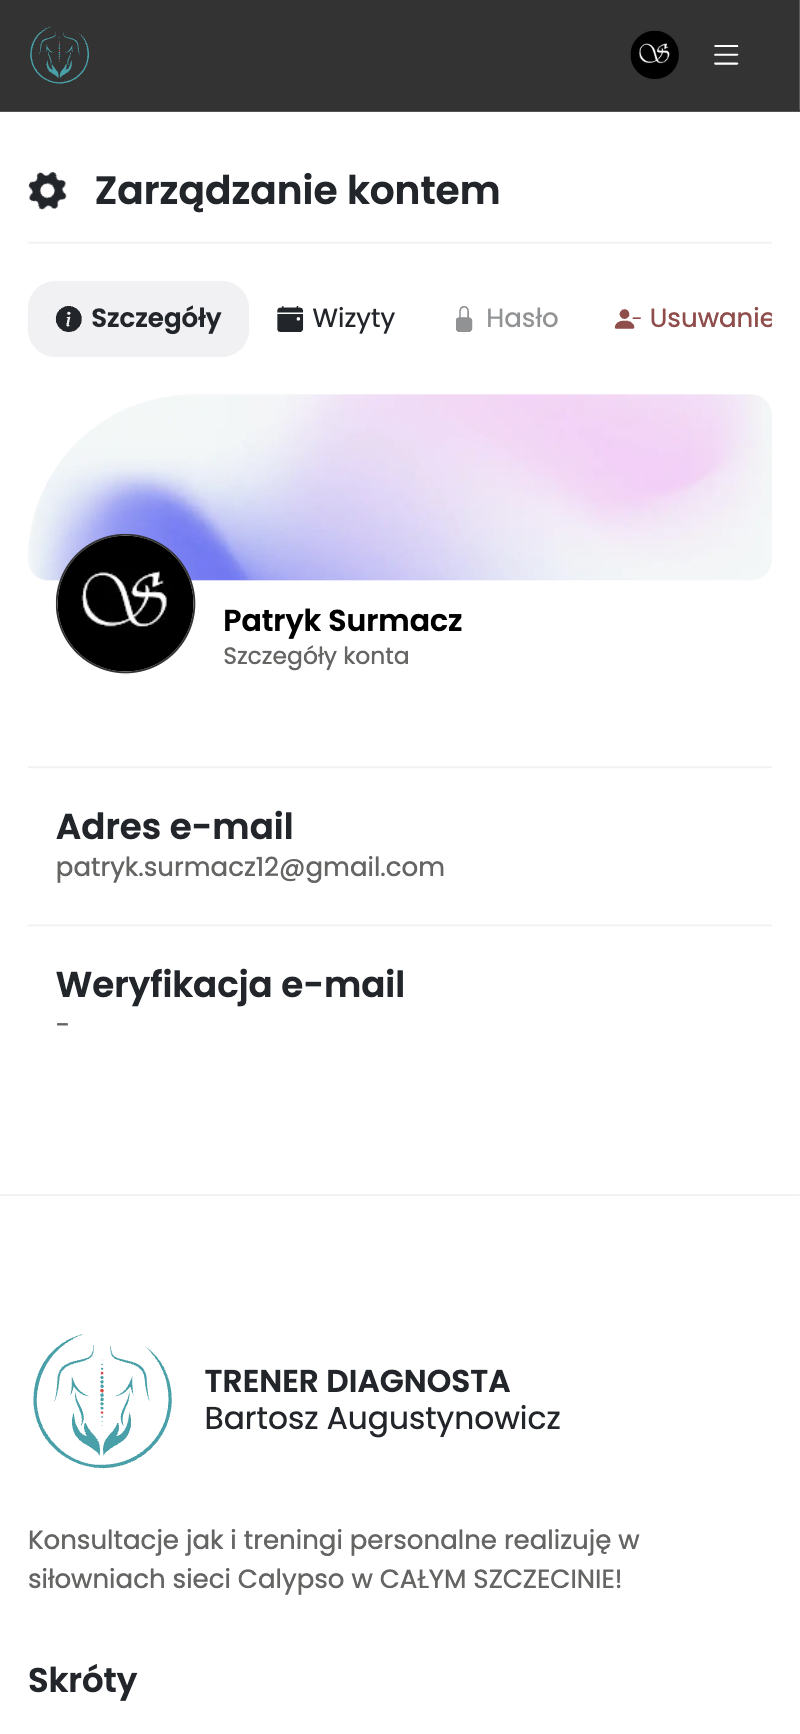 Zarządzanie kontem
Szczegóły
Wizyty
Hasło
Usuwanie
Patryk Surmacz
Szczegóły konta
Adres e-mail
patryk.surmacz12@gmail.com
Weryfikacja e-mail
-
TRENER DIAGNOSTA
Bartosz Augustynowicz
Konsultacje jak i treningi personalne realizuję w
siłowniach sieci Calypso w CAŁYM SZCZECINIE!
Skróty